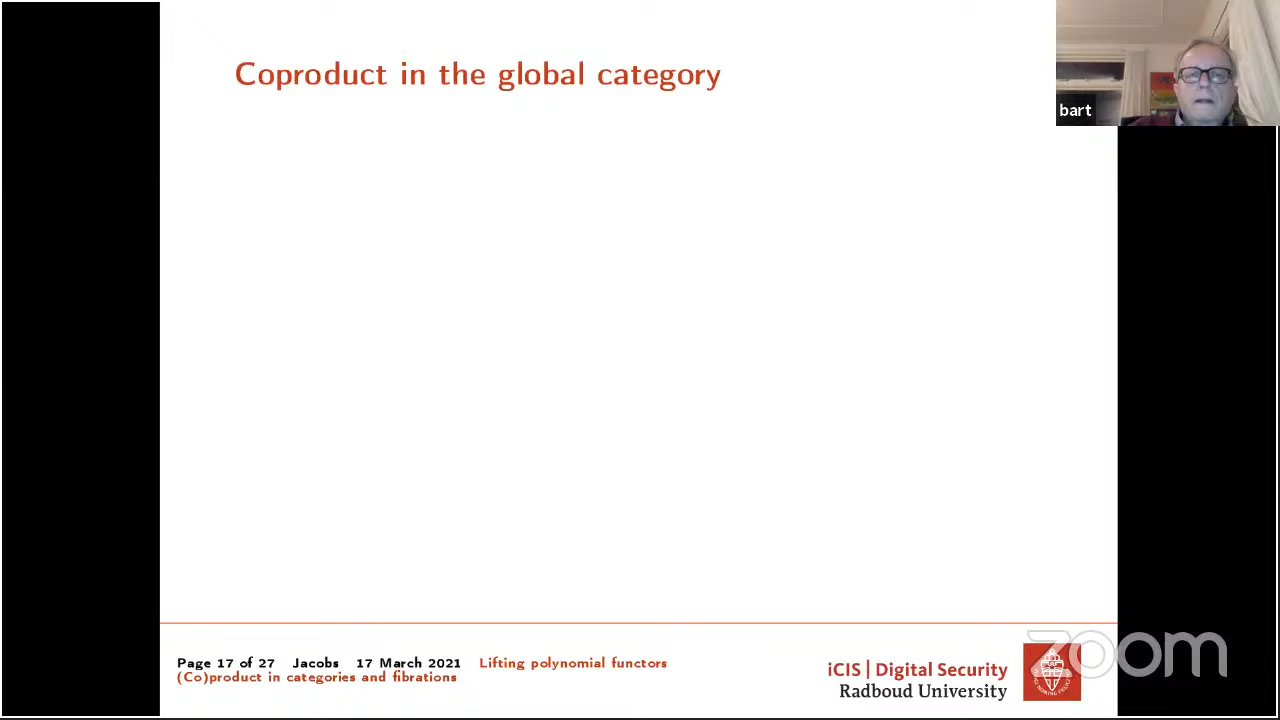 Coproduct in the global category
bart
Page 17 of 27 Jacobs 17 March 2021 Lifting polynomial functors
(Co)product in categories and fibrations
iCIS | Digital Security
Radboud University
zoom